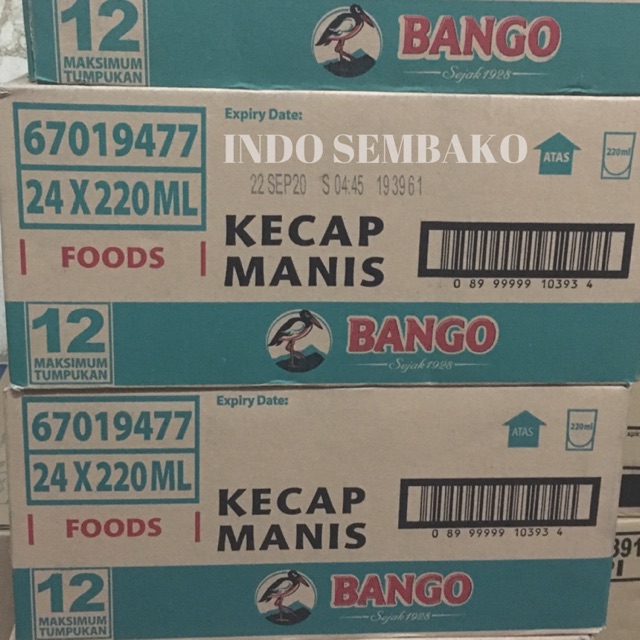 12
MAKSIMUM
TUMPUKAN
BANGO
Sejak 1928
67019477
24 X 220 ML
FOODS
Expiry Date:
INDO SEMBAKO
22 SEP20 S 04:45 193961
KECAP
MANIS
ATAS
220ml
0 89 99999 10393 4
12
MAKSIMUM
TUMPUKAN
BANGO
Sejak 1928
67019477
24 X 220 ML
FOODS
Expiry Date:
KECAP
MANIS
ATAS
220ml
0 89 99999 10393 4
12
MAKSIMUM
TUMPUKAN
BANGO
Sejak 1928